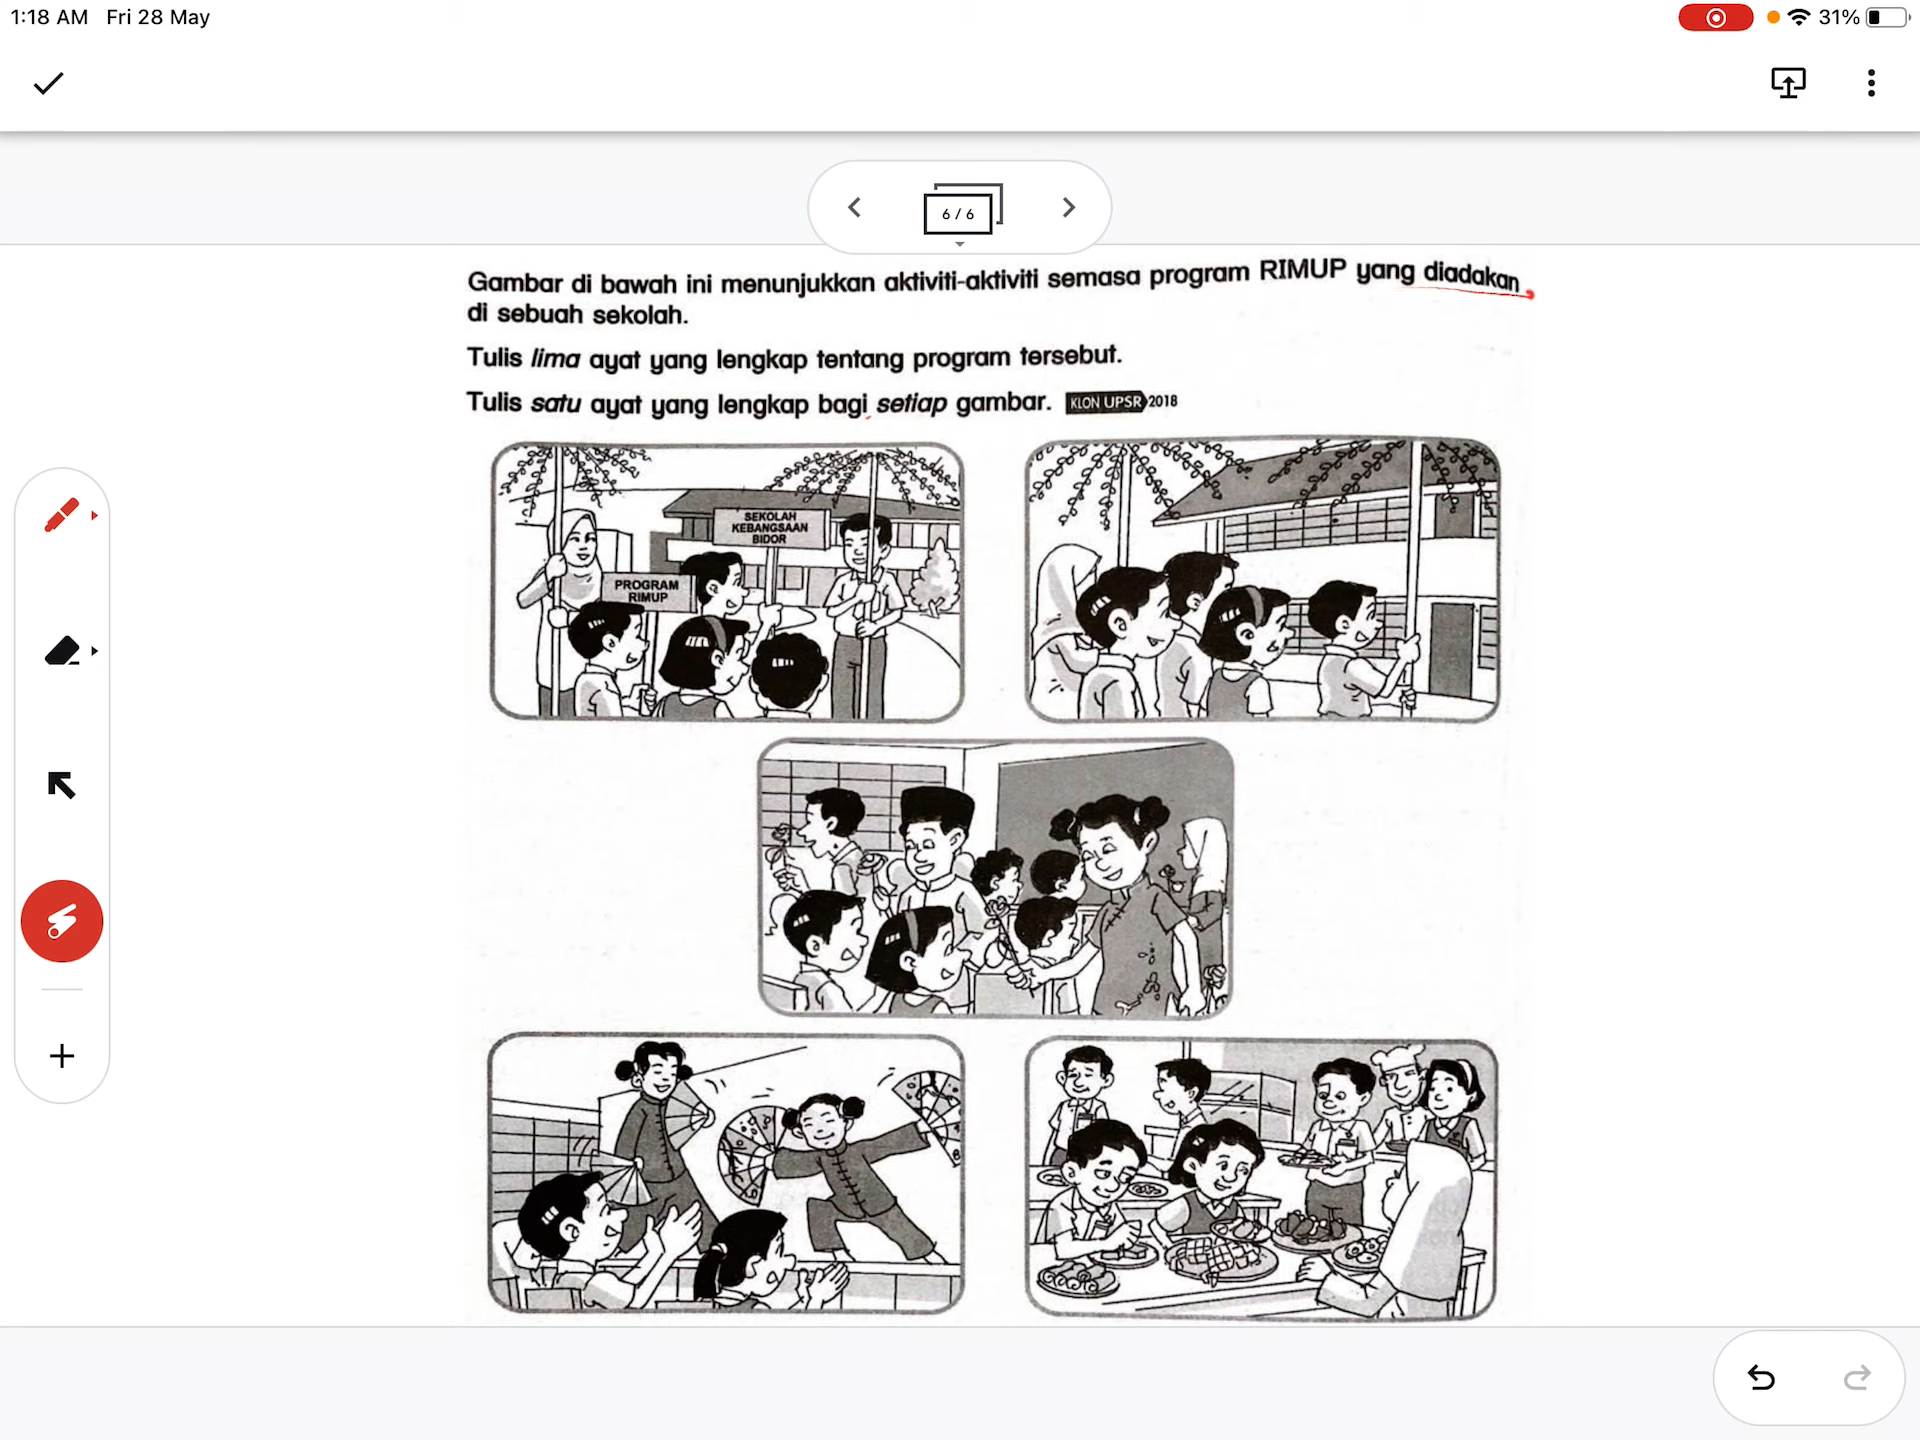 1:18 AM Fri 28 May
31%
6 / 6
Gambar di bawah ini menunjukkan aktiviti-aktiviti semasa program RIMUP yang diadakan
di sebuah sekolah.
Tulis lima ayat yang lengkap tentang program tersebut.
Tulis satu ayat yang lengkap bagi setiap gambar. KLON UPSR 2018
SEKOLAH
KEBANGSAAN
BIDOR
PROGRAM
RIMUP